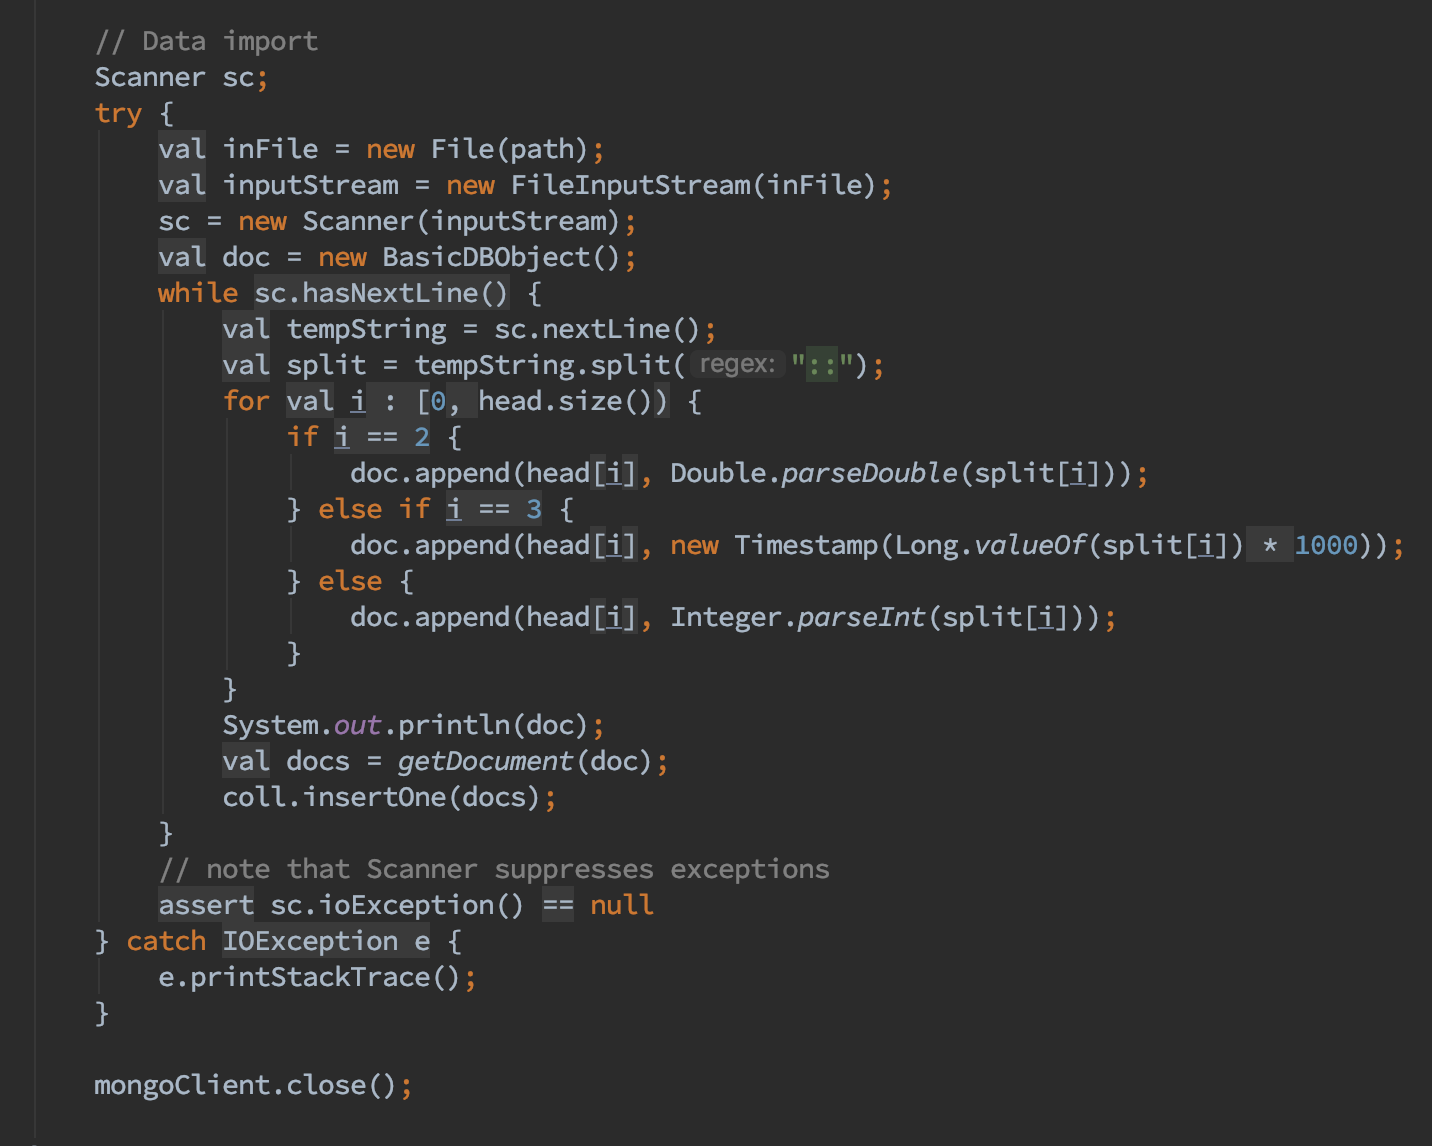 // Data import
Scanner sc;
try {
    val inFile = new File(path);
    val inputStream = new FileInputStream(inFile);
    sc = new Scanner(inputStream);
    val doc = new BasicDBObject();
    while sc.hasNextLine() {
        val tempString = sc.nextLine();
        val split = tempString.split( regex: "::");
        for val i : [0, head.size()) {
            if i == 2 {
                doc.append(head[i], Double.parseDouble(split[i]));
            } else if i == 3 {
                doc.append(head[i], new Timestamp(Long.valueOf(split[i]) * 1000));
            } else {
                doc.append(head[i], Integer.parseInt(split[i]));
            }
        }
        System.out.println(doc);
        val docs = getDocument(doc);
        coll.insertOne(docs);
    }
    // note that Scanner suppresses exceptions
    assert sc.ioException() == null
} catch IOException e {
    e.printStackTrace();
}
mongoClient.close();